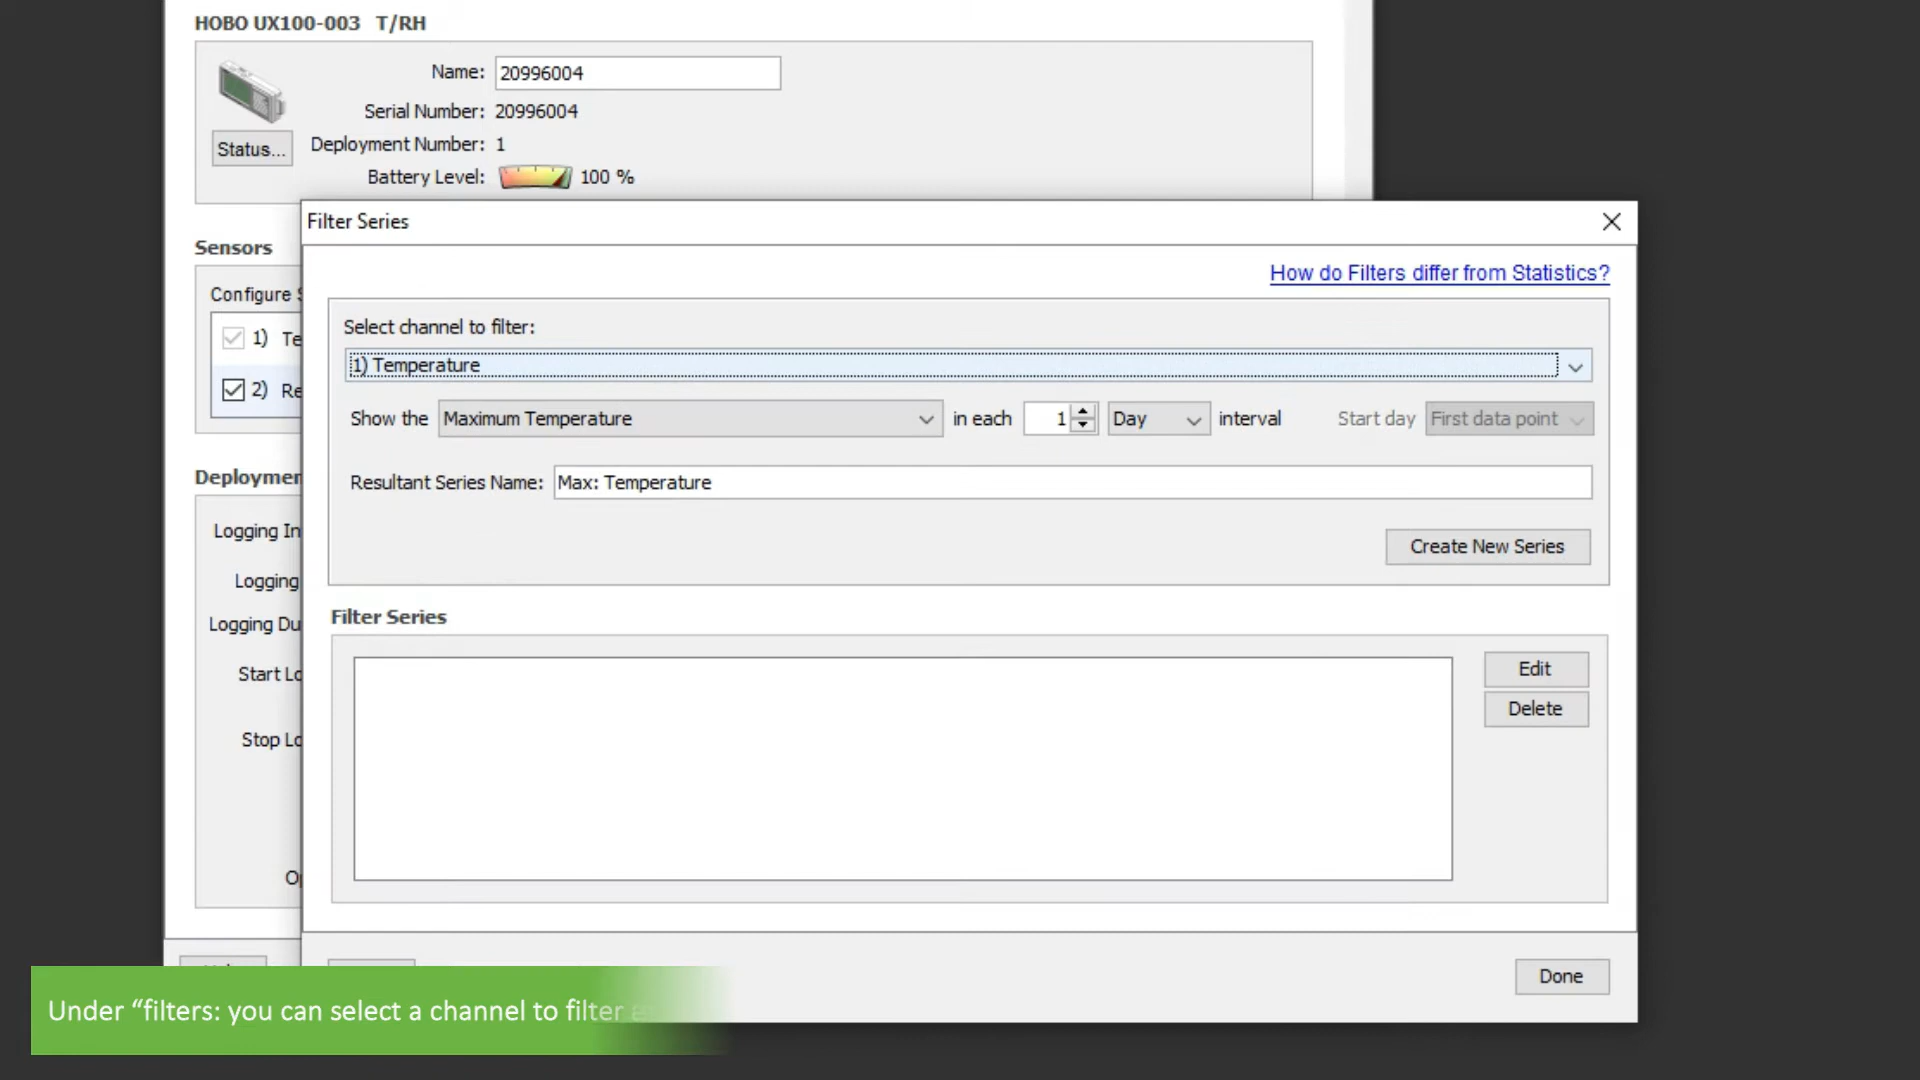 HOBO UX100-003 T/RH
Name: 20996004
Serial Number: 20996004
Status...
Deployment Number: 1
Battery Level: 100 %
Filter Series
Sensors
How do Filters differ from Statistics?
Configure
Select channel to filter:
1) Te
1) Temperature
2) Re
Show the Maximum Temperature in each 1 Day interval Start day First data point
Deploymen
Resultant Series Name: Max: Temperature
Logging In
Create New Series
Logging
Filter Series
Logging Du
Start Lo
Edit
Delete
Stop Lo
Op
Done
Under “filters: you can select a channel to filter